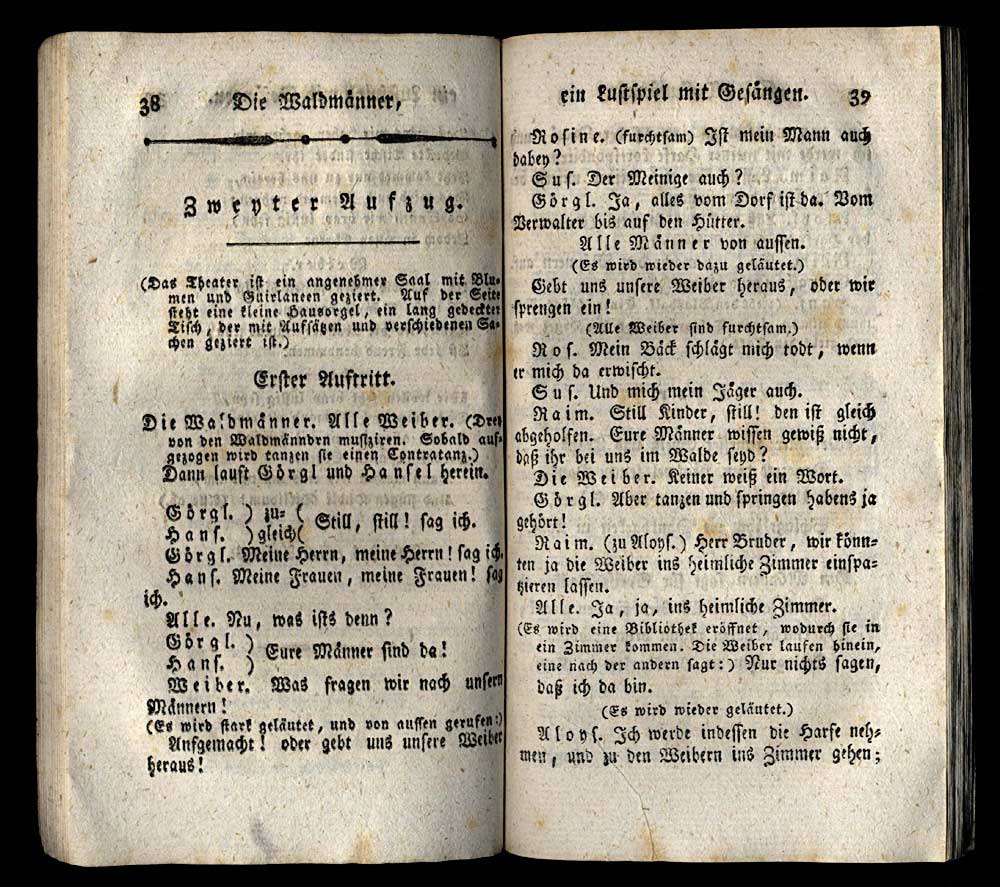 38 Die Waldmänner,
Zweyter Aufzug.
(Das Theater ist ein angenehmer Saal mit Blu-
men und Guirlaneen geziert. Auf der Seite
steht eine kleine Hausorgel, ein lang gedeckter
Tisch, der mit Aufsätzen und verschiedenen Sa-
chen geziert ist.)
Erster Auftritt.
Die Waldmänner. Alle Weiber. (Drey
von den Waldmänndrn musiziren. Sobald auf-
gezogen wird tanzen sie einen Contratanz.)
Dann lauft Görgl und Hansel herein.
Görgl. ) zu= (
Hans. ) gleich( Still, still! sag ich.
Görgl. Meine Herrn, meine Herrn! sag ich.
Hans. Meine Frauen, meine Frauen! sag
ich.
Alle. Nu, was ists denn?
Görgl. )
Hans. ) Eure Männer sind da!
Weiber. Was fragen wir nach unsern
Männern!
(Es wird stark geläutet, und von aussen gerufen:)
Aufgemacht! oder gebt uns unsere Weiber
heraus!
ein Lustspiel mit Gesängen. 39
Rosine. (furchtsam) Ist mein Mann auch
dabey?
Sus. Der Meinige auch?
Görgl. Ja, alles vom Dorf ist da. Vom
Verwalter bis auf den Hütter.
Alle Männer von aussen.
(Es wird wieder dazu geläutet.)
Gebt uns unsere Weiber heraus, oder wir
sprengen ein!
(Alle Weiber sind furchtsam.)
Ros. Mein Bäck schlägt mich todt, wenn
er mich da erwischt.
Sus. Und mich mein Jäger auch.
Raim. Still Kinder, still! den ist gleich
abgeholfen. Eure Männer wissen gewiß nicht,
daß ihr bei uns im Walde seyd?
Die Weiber. Keiner weiß ein Wort.
Görgl. Aber tanzen und springen habens ja
gehört!
Raim. (zu Aloys.) Herr Bruder, wir könn-
ten ja die Weiber ins heimliche Zimmer einspa-
tzieren lassen.
Alle. Ja, ja, ins heimliche Zimmer.
(Es wird eine Bibliothek eröffnet, wodurch sie in
ein Zimmer kommen. Die Weiber laufen hinein,
eine nach der andern sagt:) Nur nichts sagen,
daß ich da bin.
(Es wird wieder geläutet.)
Aloys. Ich werde indessen die Harfe neh-
men, und zu den Weibern ins Zimmer gehen;